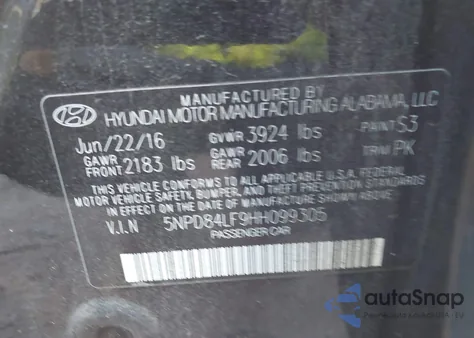 MANUFACTURED BY
HYUNDAI MOTOR MANUFACTURING ALABAMA, LLC
Jun/22/16 GVWR 3924 lbs PAINT S3
GAWR FRONT 2183 lbs GAWR REAR 2006 lbs TRIM PK
THIS VEHICLE CONFORMS TO ALL APPLICABLE U.S.A FEDERAL
MOTOR VEHICLE SAFETY, BUMPER, AND THEFT PREVENTION STANDARDS
IN EFFECT ON THE DATE OF MANUFACTURE SHOWN ABOVE.
V.I.N 5NPD84LF9HH099305
PASSENGER CAR
autoSnap